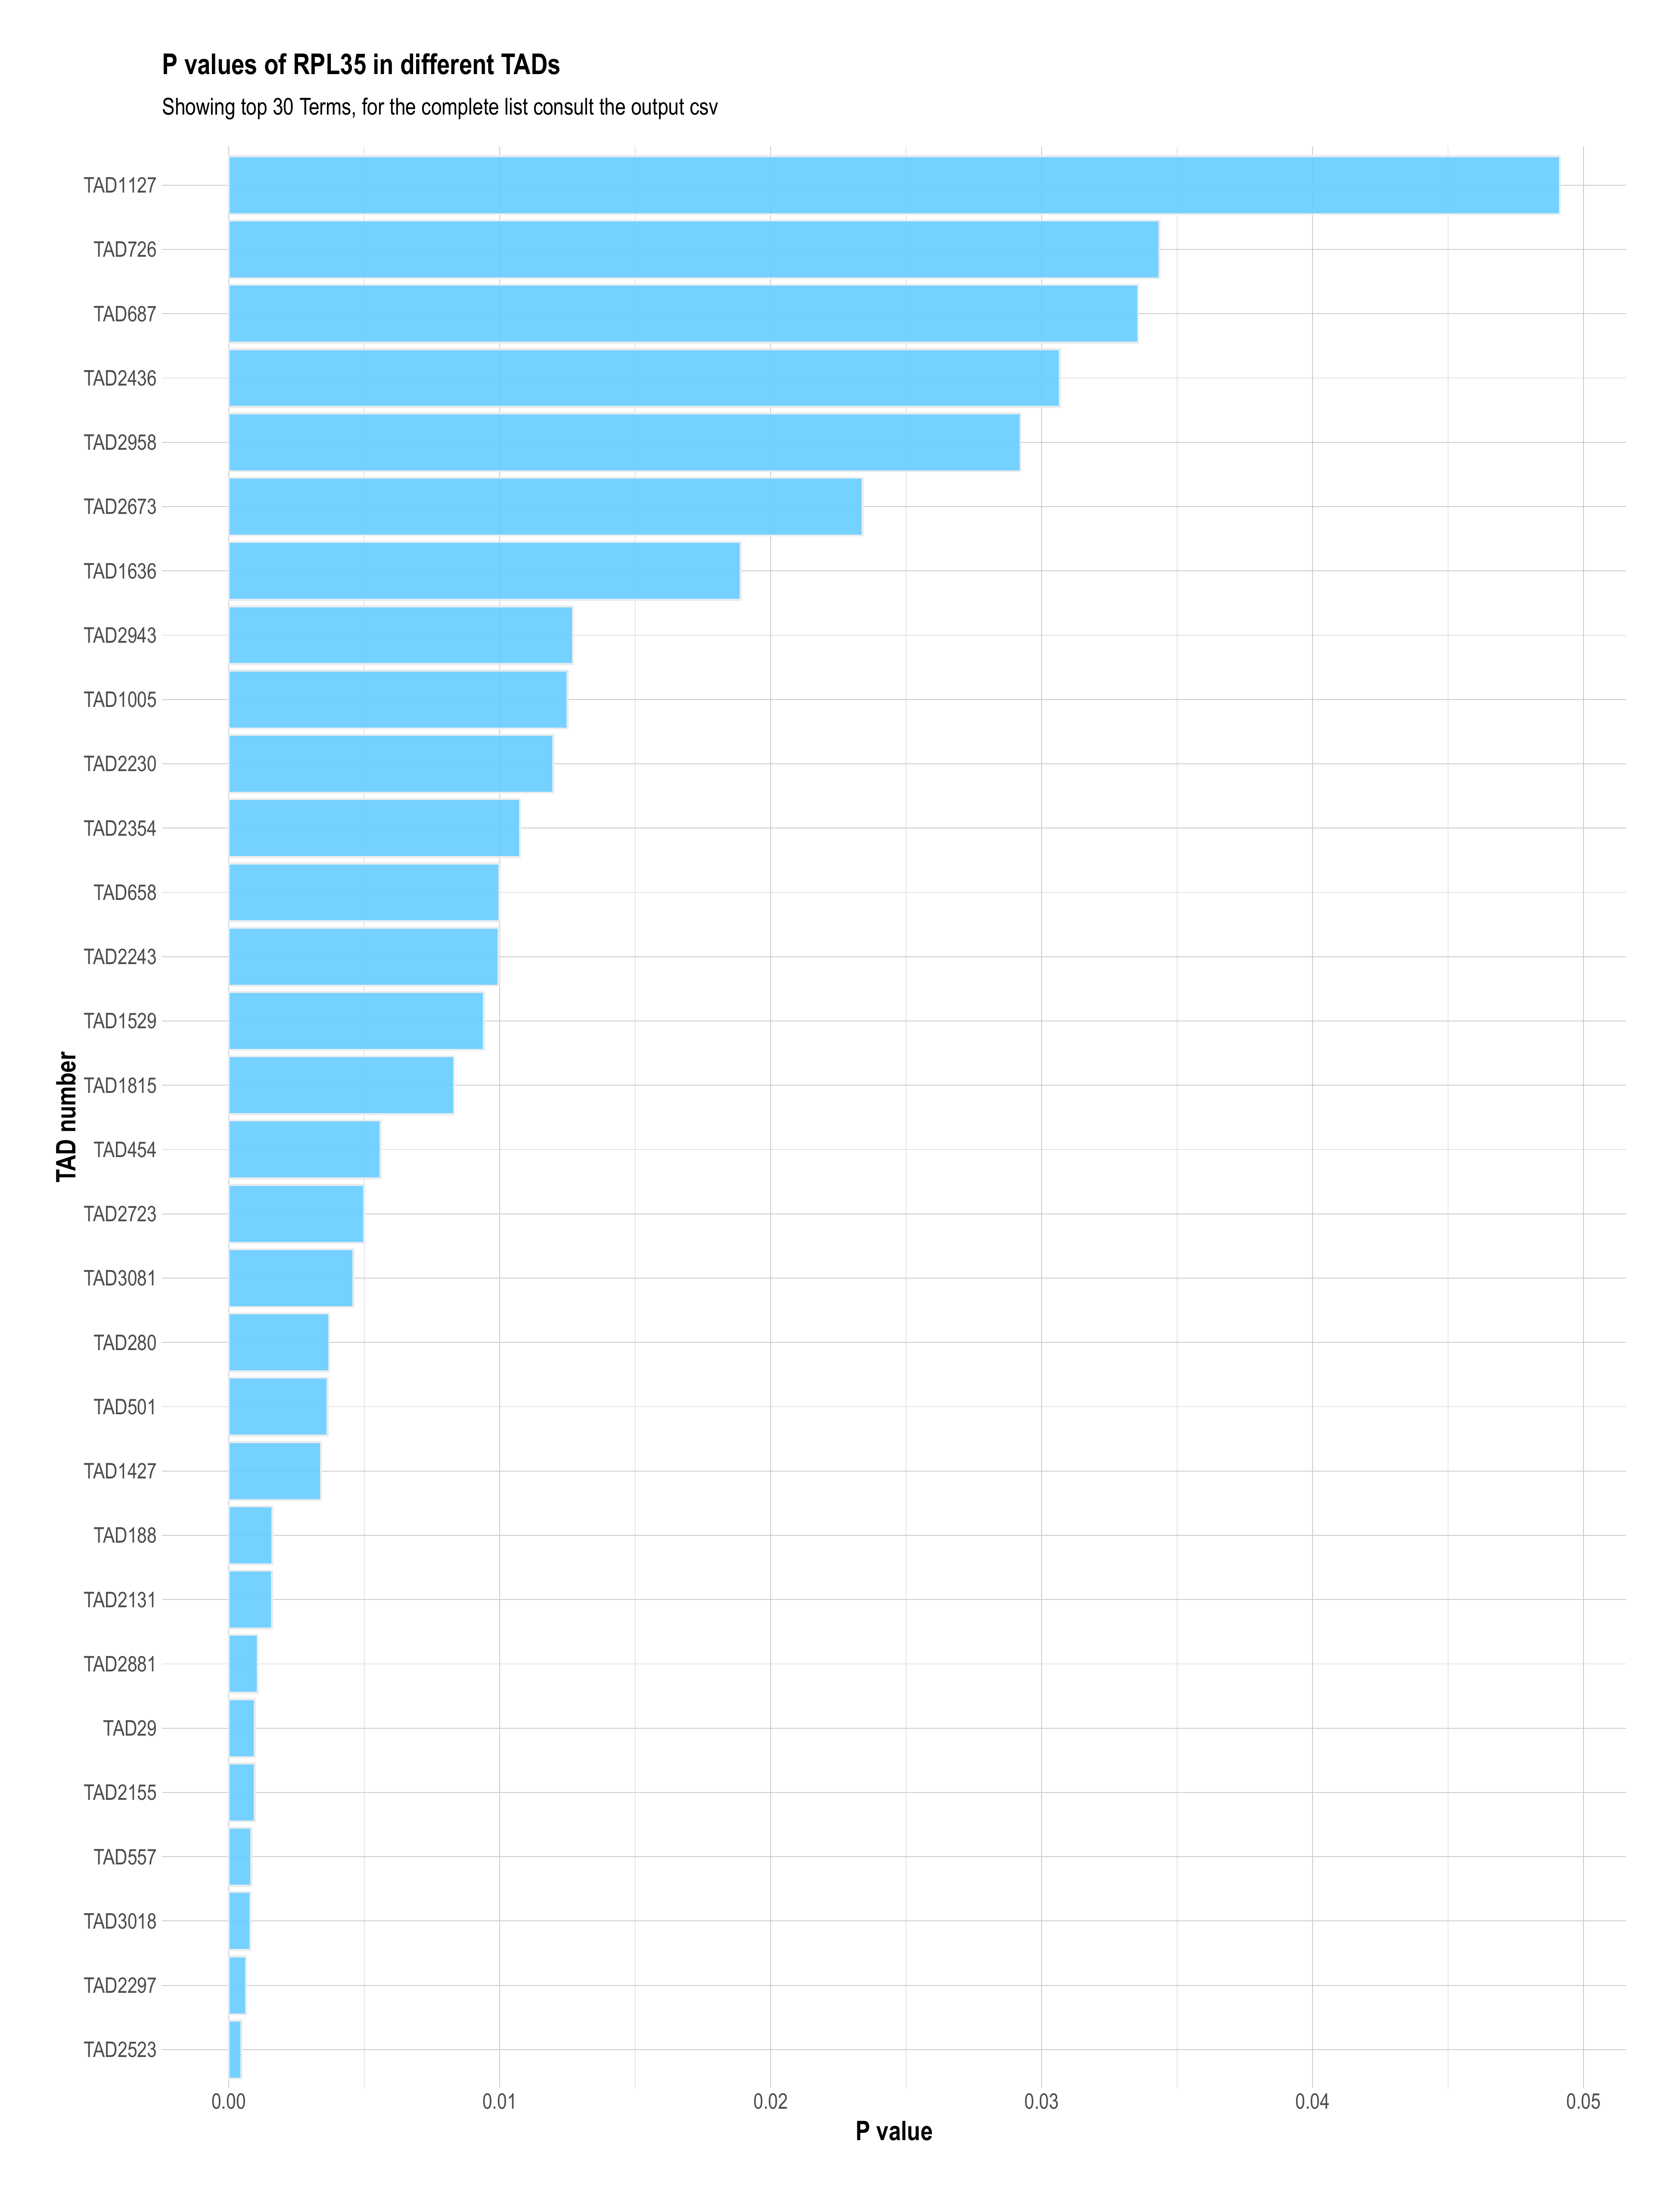 P values of RPL35 in different TADs
Showing top 30 Terms, for the complete list consult the output csv
TAD number
TAD1127
TAD726
TAD687
TAD2436
TAD2958
TAD2673
TAD1636
TAD2943
TAD1005
TAD2230
TAD2354
TAD658
TAD2243
TAD1529
TAD1815
TAD454
TAD2723
TAD3081
TAD280
TAD501
TAD1427
TAD188
TAD2131
TAD2881
TAD29
TAD2155
TAD557
TAD3018
TAD2297
TAD2523
0.00 0.01 0.02 0.03 0.04 0.05
P value